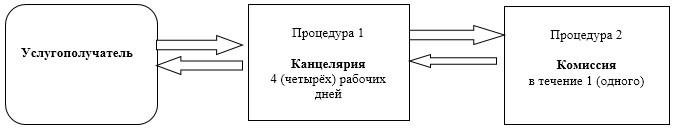 Услугополучатель
Процедура 1
Канцелярия
4 (четырёх) рабочих
дней
Процедура 2
Комиссия
в течение 1 (одного)